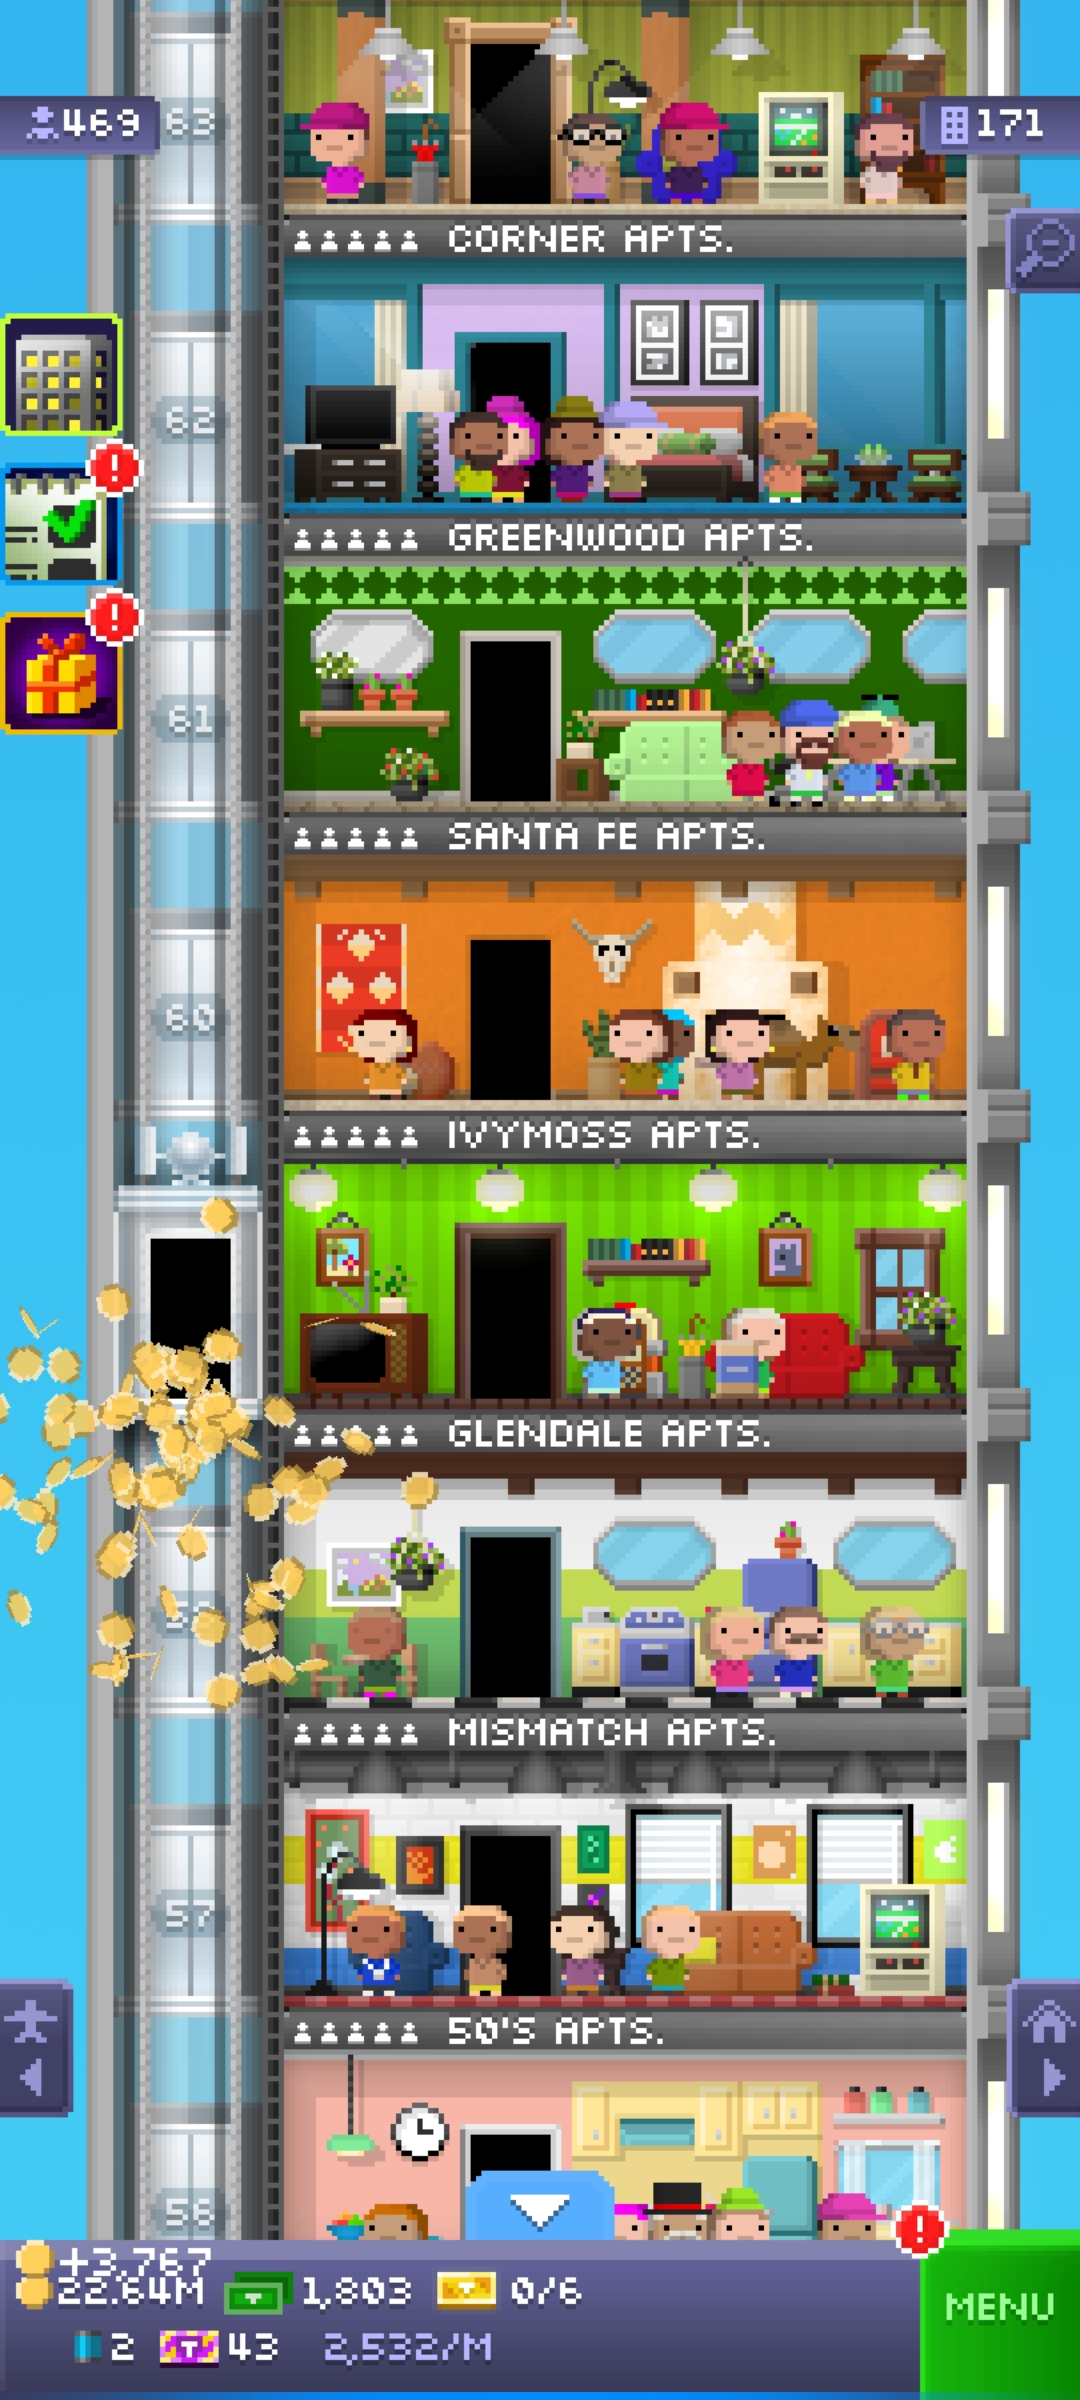 63
469
171
CORNER APTS.
62
GREENWOOD APTS.
61
SANTA FE APTS.
60
IVYMOSS APTS.
GLENDALE APTS.
MISMATCH APTS.
57
50'S APTS.
56
+3,767
22.64M
1,803
0/6
MENU
2
T 43
2,532/M